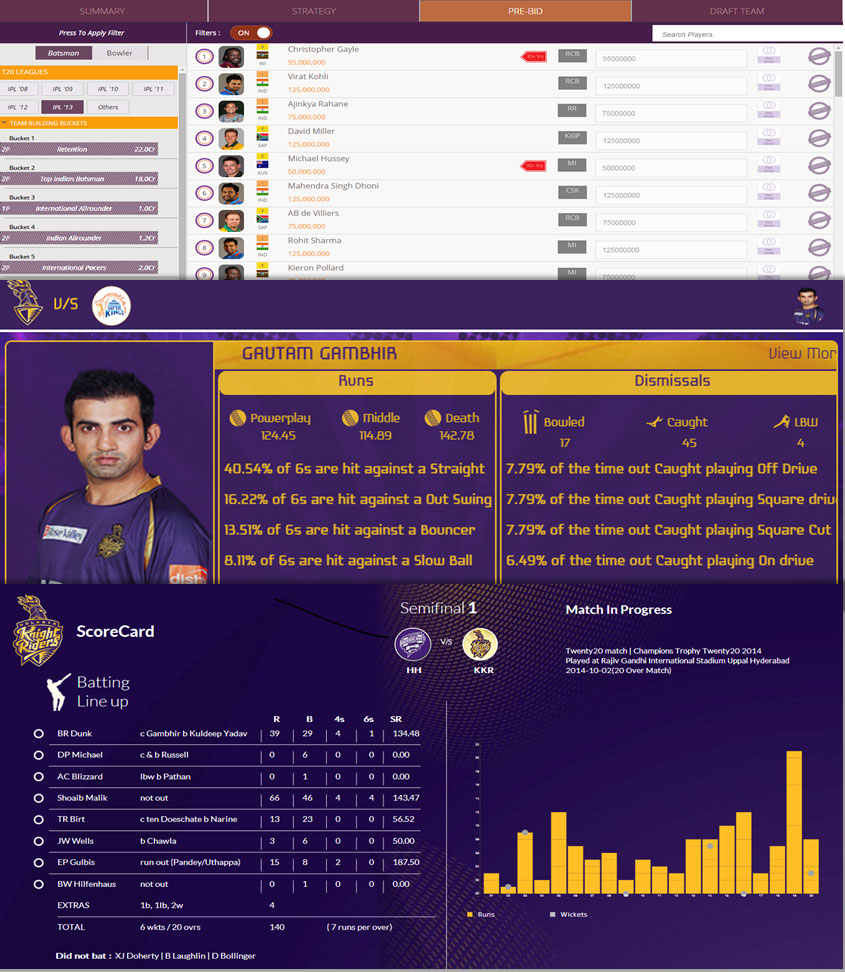 SUMMARY STRATEGY PRE-BID DRAFT TEAM
Press To Apply Filter Filters : ON Search Players..
Batsman Bowler
T20 LEAGUES
IPL '08 IPL '09 IPL '10 IPL '11
IPL '12 IPL '13 Others
TEAM BUILDING BUCKETS
Bucket 1
2P Retention 22.0Cr
Bucket 2
2P Top Indian Batsman 18.0Cr
Bucket 3
1P International Allrounder 1.0Cr
Bucket 4
2P Indian Allrounder 1.2Cr
Bucket 5
2P International Pacers 2.0Cr
1 WI Christopher Gayle RCB 95000000
95,000,000
2 IND Virat Kohli RCB 125000000
125,000,000
3 IND Ajinkya Rahane RR 75000000
75,000,000
4 SAF David Miller KXIP 125000000
125,000,000
5 AUS Michael Hussey MI 50000000
50,000,000
6 IND Mahendra Singh Dhoni CSK 125000000
125,000,000
7 SAF AB de Villiers RCB 75000000
75,000,000
8 IND Rohit Sharma MI 125000000
125,000,000
9 Kieron Pollard MI 75000000
V/S
SUPER KINGS
GAUTAM GAMBHIR View Mor
Runs
Powerplay Middle Death
124.45 114.89 142.78
40.54% of 6s are hit against a Straight
16.22% of 6s are hit against a Out Swing
13.51% of 6s are hit against a Bouncer
8.11% of 6s are hit against a Slow Ball
Dismissals
Bowled Caught LBW
17 45 4
7.79% of the time out Caught playing Off Drive
7.79% of the time out Caught playing Square driv
7.79% of the time out Caught playing Square Cut
6.49% of the time out Caught playing On drive
Rose Valley
dish
KOLKATA
Knight
Riders
ScoreCard
Semifinal 1
V/S
HH KKR
Match In Progress
Twenty20 match | Champions Trophy Twenty20 2014
Played at Rajiv Gandhi International Stadium Uppal Hyderabad
2014-10-02(20 Over Match)
Batting
Line up
R B 4s 6s SR
BR Dunk c Gambhir b Kuldeep Yadav 39 29 4 1 134.48
DP Michael c & b Russell 0 6 0 0 0.00
AC Blizzard lbw b Pathan 0 1 0 0 0.00
Shoaib Malik not out 66 46 4 4 143.47
TR Birt c ten Doeschate b Narine 13 23 0 0 56.52
JW Wells b Chawla 3 6 0 0 50.00
EP Gulbis run out (Pandey/Uthappa) 15 8 2 0 187.50
BW Hilfenhaus not out 0 1 0 0 0.00
EXTRAS 1b, 1lb, 2w 4
TOTAL 6 wkts / 20 ovrs 140 ( 7 runs per over)
Did not bat : XJ Doherty | B Laughlin | D Bollinger
Runs Wickets